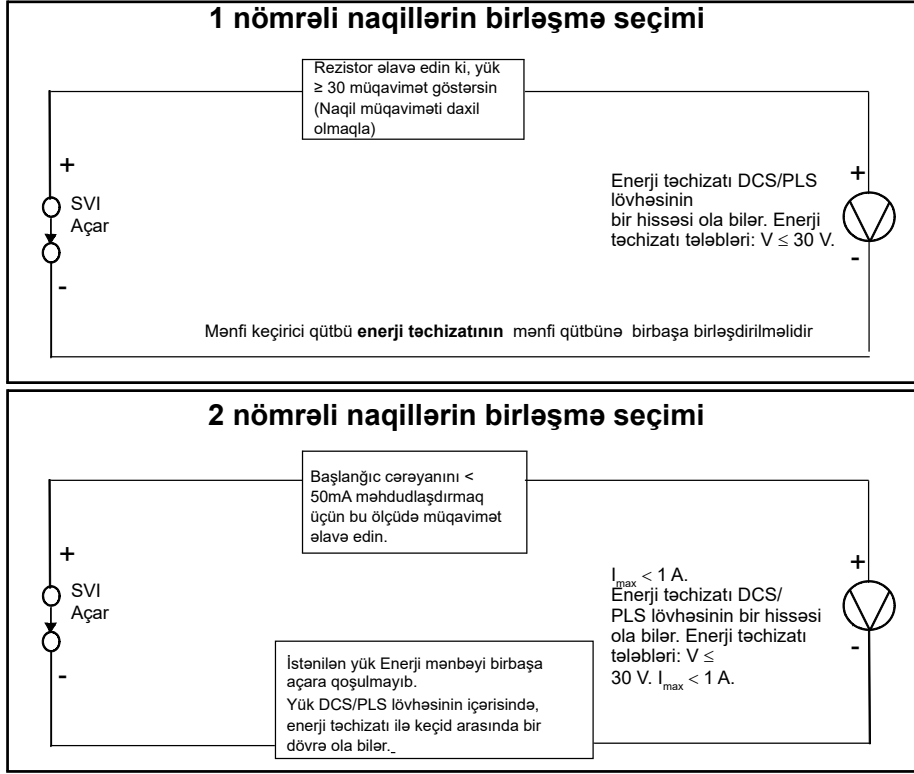 1 nömrəli naqillərin birləşmə seçimi
Rezistor əlavə edin ki, yük
≥ 30 müqavimət göstərsin
(Naqil müqaviməti daxil
olmaqla)
+
SVI
Açar
-
Enerji təchizatı DCS/PLS
lövhəsinin
bir hissəsi ola bilər. Enerji
təchizatı tələbləri: V ≤ 30 V.
+
-
Mənfi keçirici qütbü enerji təchizatının mənfi qütbünə birbaşa birləşdirilməlidir
2 nömrəli naqillərin birləşmə seçimi
Başlanğıc cərəyanını <
50mA məhdudlaşdırmaq
üçün bu ölçüdə müqavimət
əlavə edin.
+
SVI
Açar
-
Imax < 1 A.
Enerji təchizatı DCS/
PLS lövhəsinin bir hissəsi
ola bilər. Enerji təchizatı
tələbləri: V ≤
30 V. Imax < 1 A.
+
-
İstənilən yük Enerji mənbəyi birbaşa
açara qoşulmayıb.
Yük DCS/PLS lövhəsinin içərisində,
enerji təchizatı ilə keçid arasında bir
dövrə ola bilər.